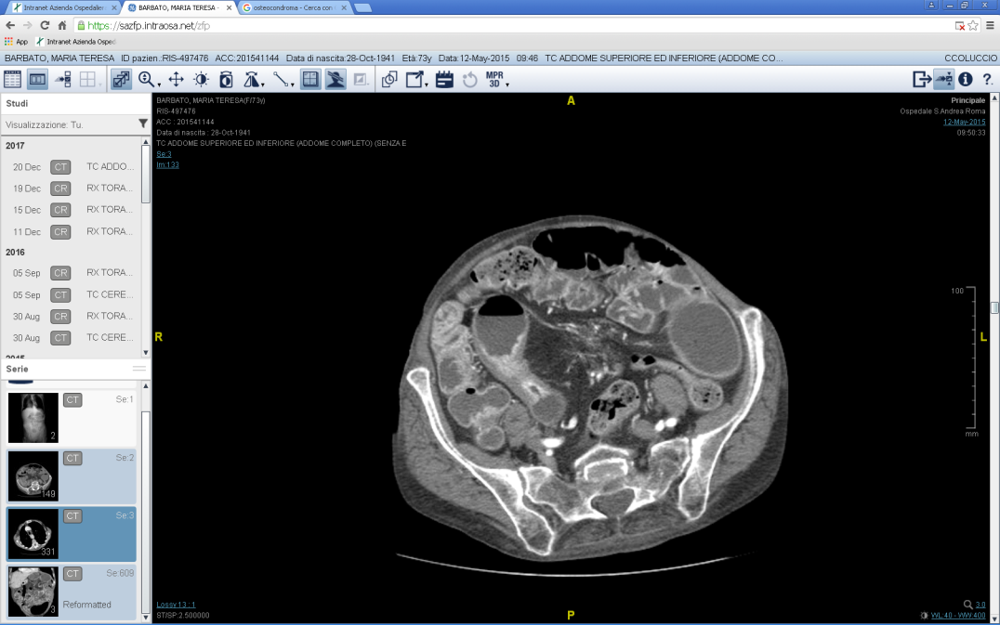 Intranet Azienda Ospedalier
BARBATO, MARIA TERESA -
osteocondroma - Cerca con
https://sazfp.intraosa.net/zfp
App Intranet Azienda Osped
BARBATO, MARIA TERESA ID pazien.:RIS-497476 ACC:201541144 Data di nascita:28-Oct-1941 Età:73y Data:12-May-2015 09:46 TC ADDOME SUPERIORE ED INFERIORE (ADDOME CO... CCOLUCCIO
MPR
3D
Studi
Visualizzazione: Tu.
2017
20 Dec CT TC ADDO...
19 Dec CR RX TORA...
15 Dec CR RX TORA...
11 Dec CR RX TORA...
2016
05 Sep CR RX TORA...
05 Sep CT TC CERE...
30 Aug CR RX TORA...
30 Aug CT TC CERE...
2015
Serie
CT Se:1
2
CT Se:2
149
CT Se:3
331
CT Se:609
Reformatted
3
BARBATO, MARIA TERESA(F/73y)
RIS-497476
ACC : 201541144
Data di nascita : 28-Oct-1941
TC ADDOME SUPERIORE ED INFERIORE (ADDOME COMPLETO) (SENZA E
Se:3
Im:133
A
Principale
Ospedale S.Andrea Roma
12-May-2015
09:50:33
R
L
100
mm
Lossy 13 : 1
ST/SP:2.500000
P
3.0
WL:40 - WW:400